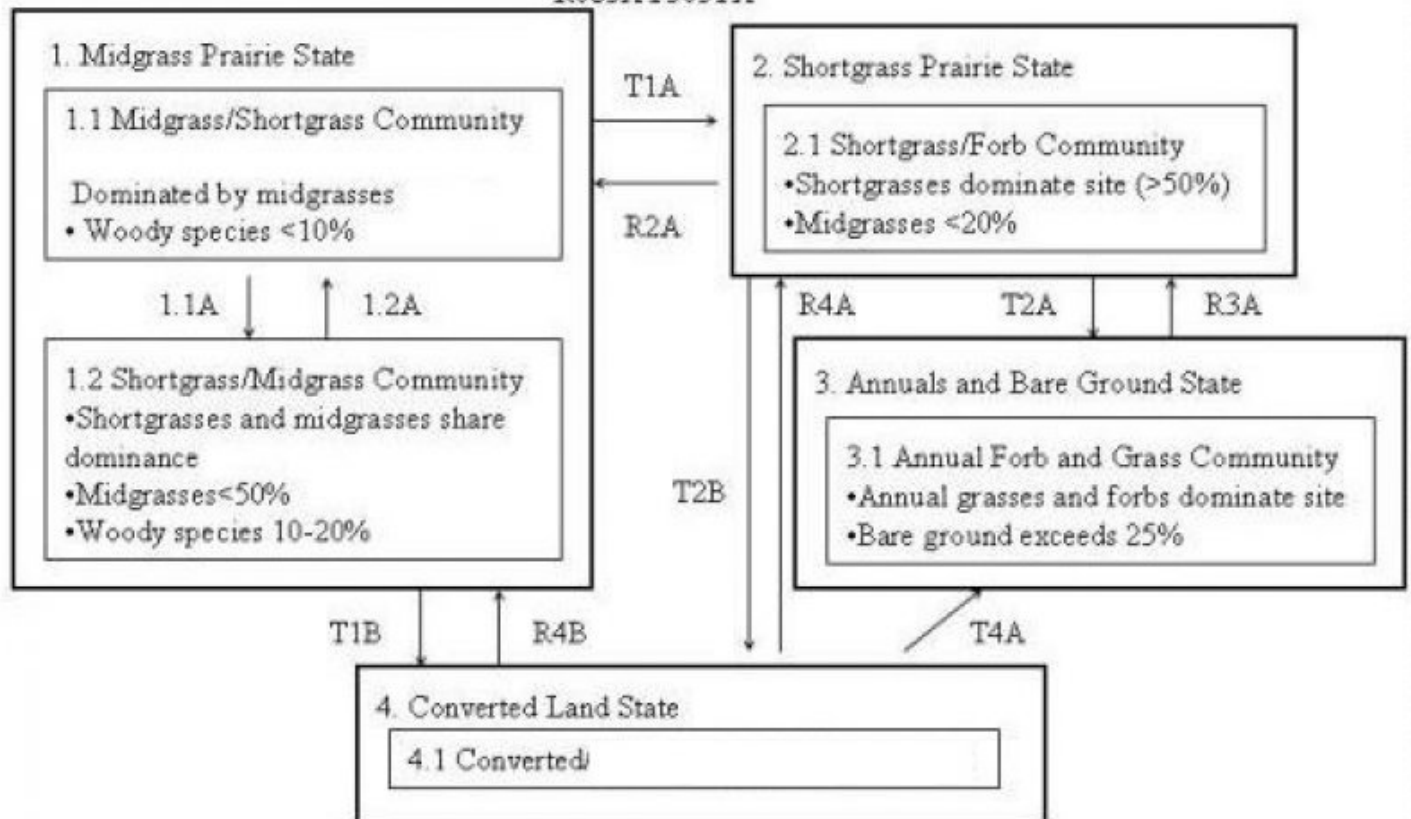 1. Midgrass Prairie State
1.1 Midgrass/Shortgrass Community
Dominated by midgrasses
• Woody species <10%
1.1A
1.2A
1.2 Shortgrass/Midgrass Community
•Shortgrasses and midgrasses share
dominance
•Midgrasses<50%
•Woody species 10-20%
T1A
R2A
2. Shortgrass Prairie State
2.1 Shortgrass/Forb Community
•Shortgrasses dominate site (>50%)
•Midgrasses <20%
R4A
T2A
R3A
T2B
3. Annuals and Bare Ground State
3.1 Annual Forb and Grass Community
•Annual grasses and forbs dominate site
•Bare ground exceeds 25%
T1B
R4B
T4A
4. Converted Land State
4.1 Converted/